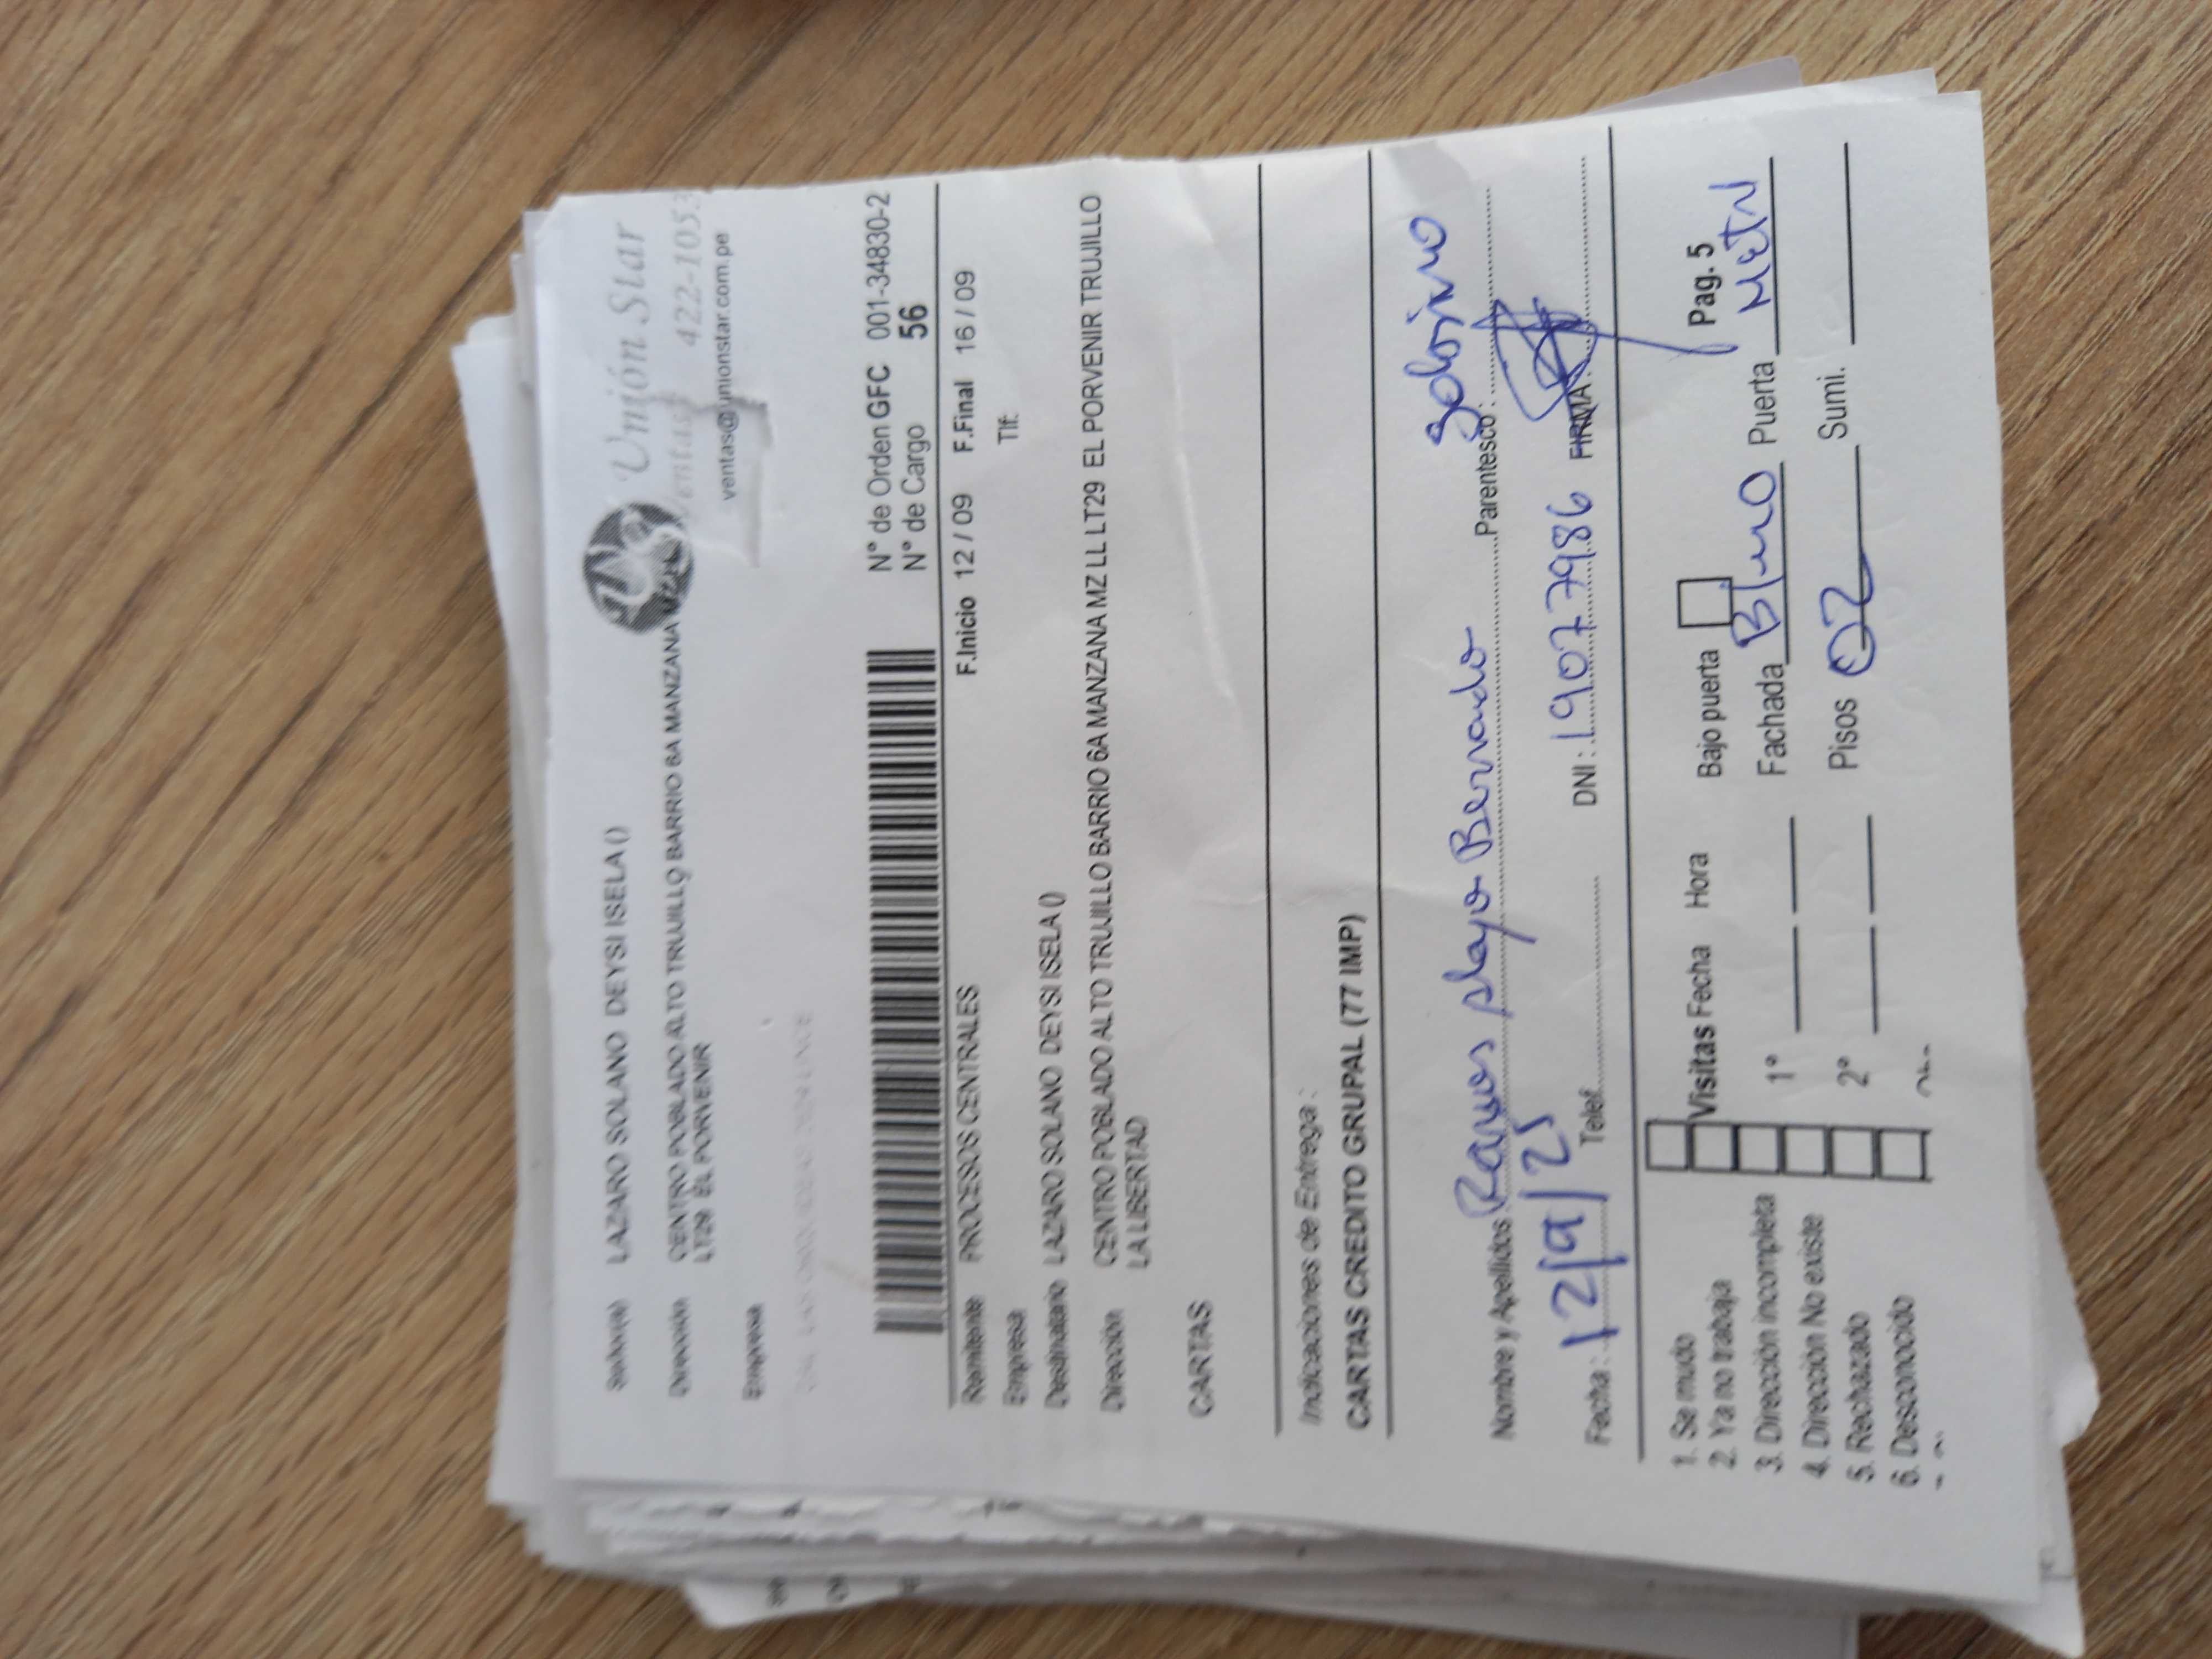 Unión Star
Ventas: 422-1053
ventas@unionstar.com.pe
Señor(es) LAZARO SOLANO DEYSI ISELA ()
Dirección CENTRO POBLADO ALTO TRUJILLO BARRIO 6A MANZANA MZ
LT29 EL PORVENIR
Empresa
N° de Orden GFC 001-34830-2
N° de Cargo 56
Remitente PROCESOS CENTRALES F.Inicio 12 / 09 F.Final 16 / 09
Empresa Tlf:
Destinatario LAZARO SOLANO DEYSI ISELA ()
Dirección CENTRO POBLADO ALTO TRUJILLO BARRIO 6A MANZANA MZ LL LT29 EL PORVENIR TRUJILLO
LA LIBERTAD
CARTAS
Indicaciones de Entrega :
CARTAS CREDITO GRUPAL (77 IMP)
Nombre y Apellidos Ramos Bernardo Parentesco : sobrino
Fecha : 12/9/25 Telef. DNI : 19077986 FIRMA :
1. Se mudo Visitas Fecha Hora Bajo puerta Pag. 5
2. Ya no trabaja
3. Dirección incompleta 1° Fachada Blno Puerta Metal
4. Dirección No existe
5. Rechazado 2° Pisos 02 Sumi.
6. Desconocido